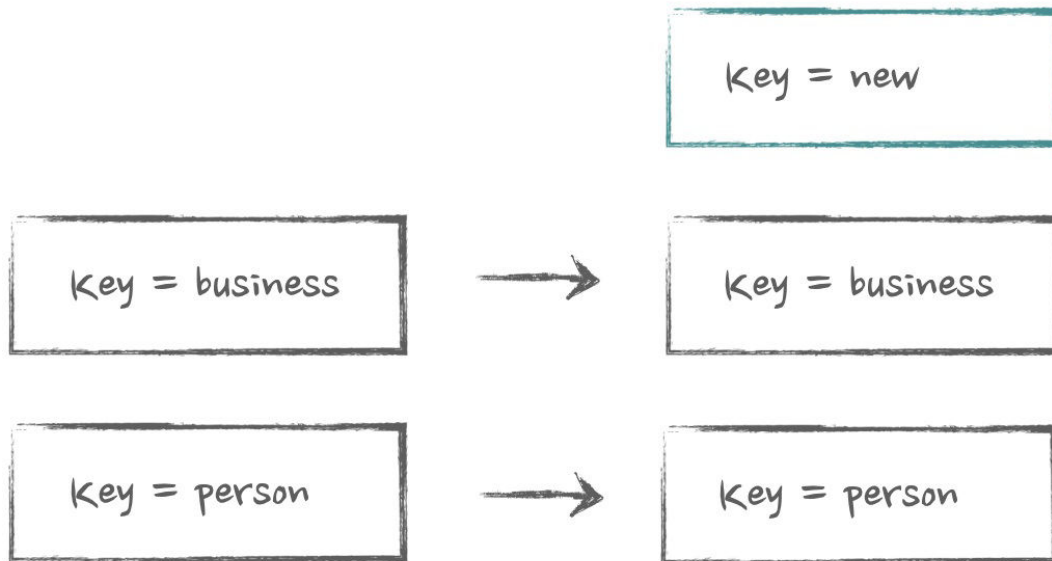 Key = new
Key = business
Key = business
Key = person
Key = person